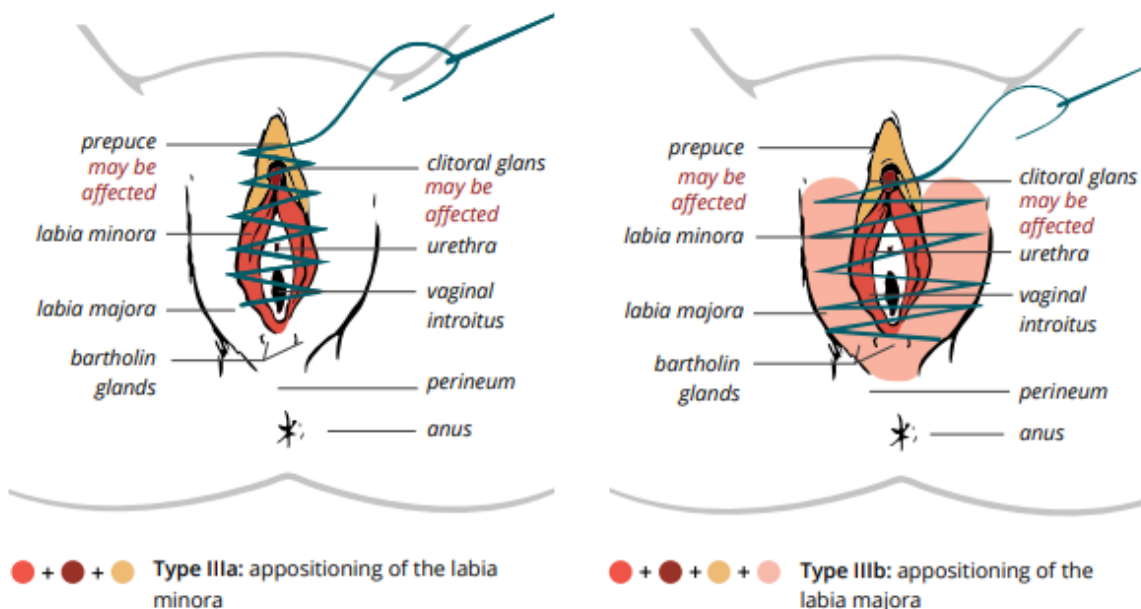 prepuce
may be
affected
clitoral glans
may be
affected
labia minora
urethra
labia majora
vaginal
introitus
bartholin
glands
perineum
anus
+ + Type IIIa: appositioning of the labia
minora
prepuce
may be
affected
clitoral glans
may be
affected
labia minora
urethra
labia majora
vaginal
introitus
bartholin
glands
perineum
anus
+ + + Type IIIb: appositioning of the
labia majora